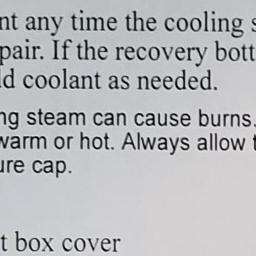 nt any time the cooling s
pair. If the recovery bott
ld coolant as needed.
ng steam can cause burns.
warm or hot. Always allow t
ure cap.
t box cover